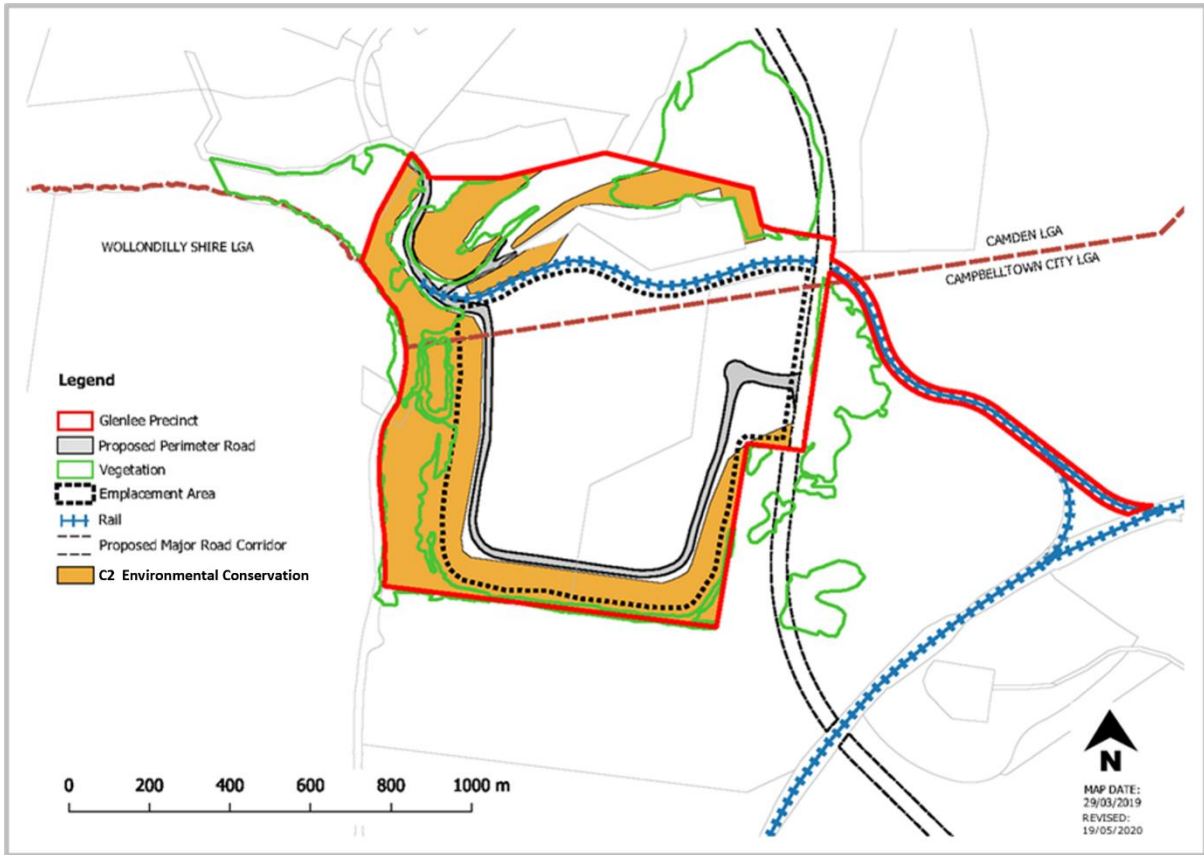 WOLLONDILLY SHIRE LGA
CAMDEN LGA
CAMPBELLTOWN CITY LGA
Legend
Glenlee Precinct
Proposed Perimeter Road
Vegetation
Emplacement Area
Rail
Proposed Major Road Corridor
C2 Environmental Conservation
0 200 400 600 800 1000 m
N
MAP DATE:
29/03/2019
REVISED:
19/05/2020